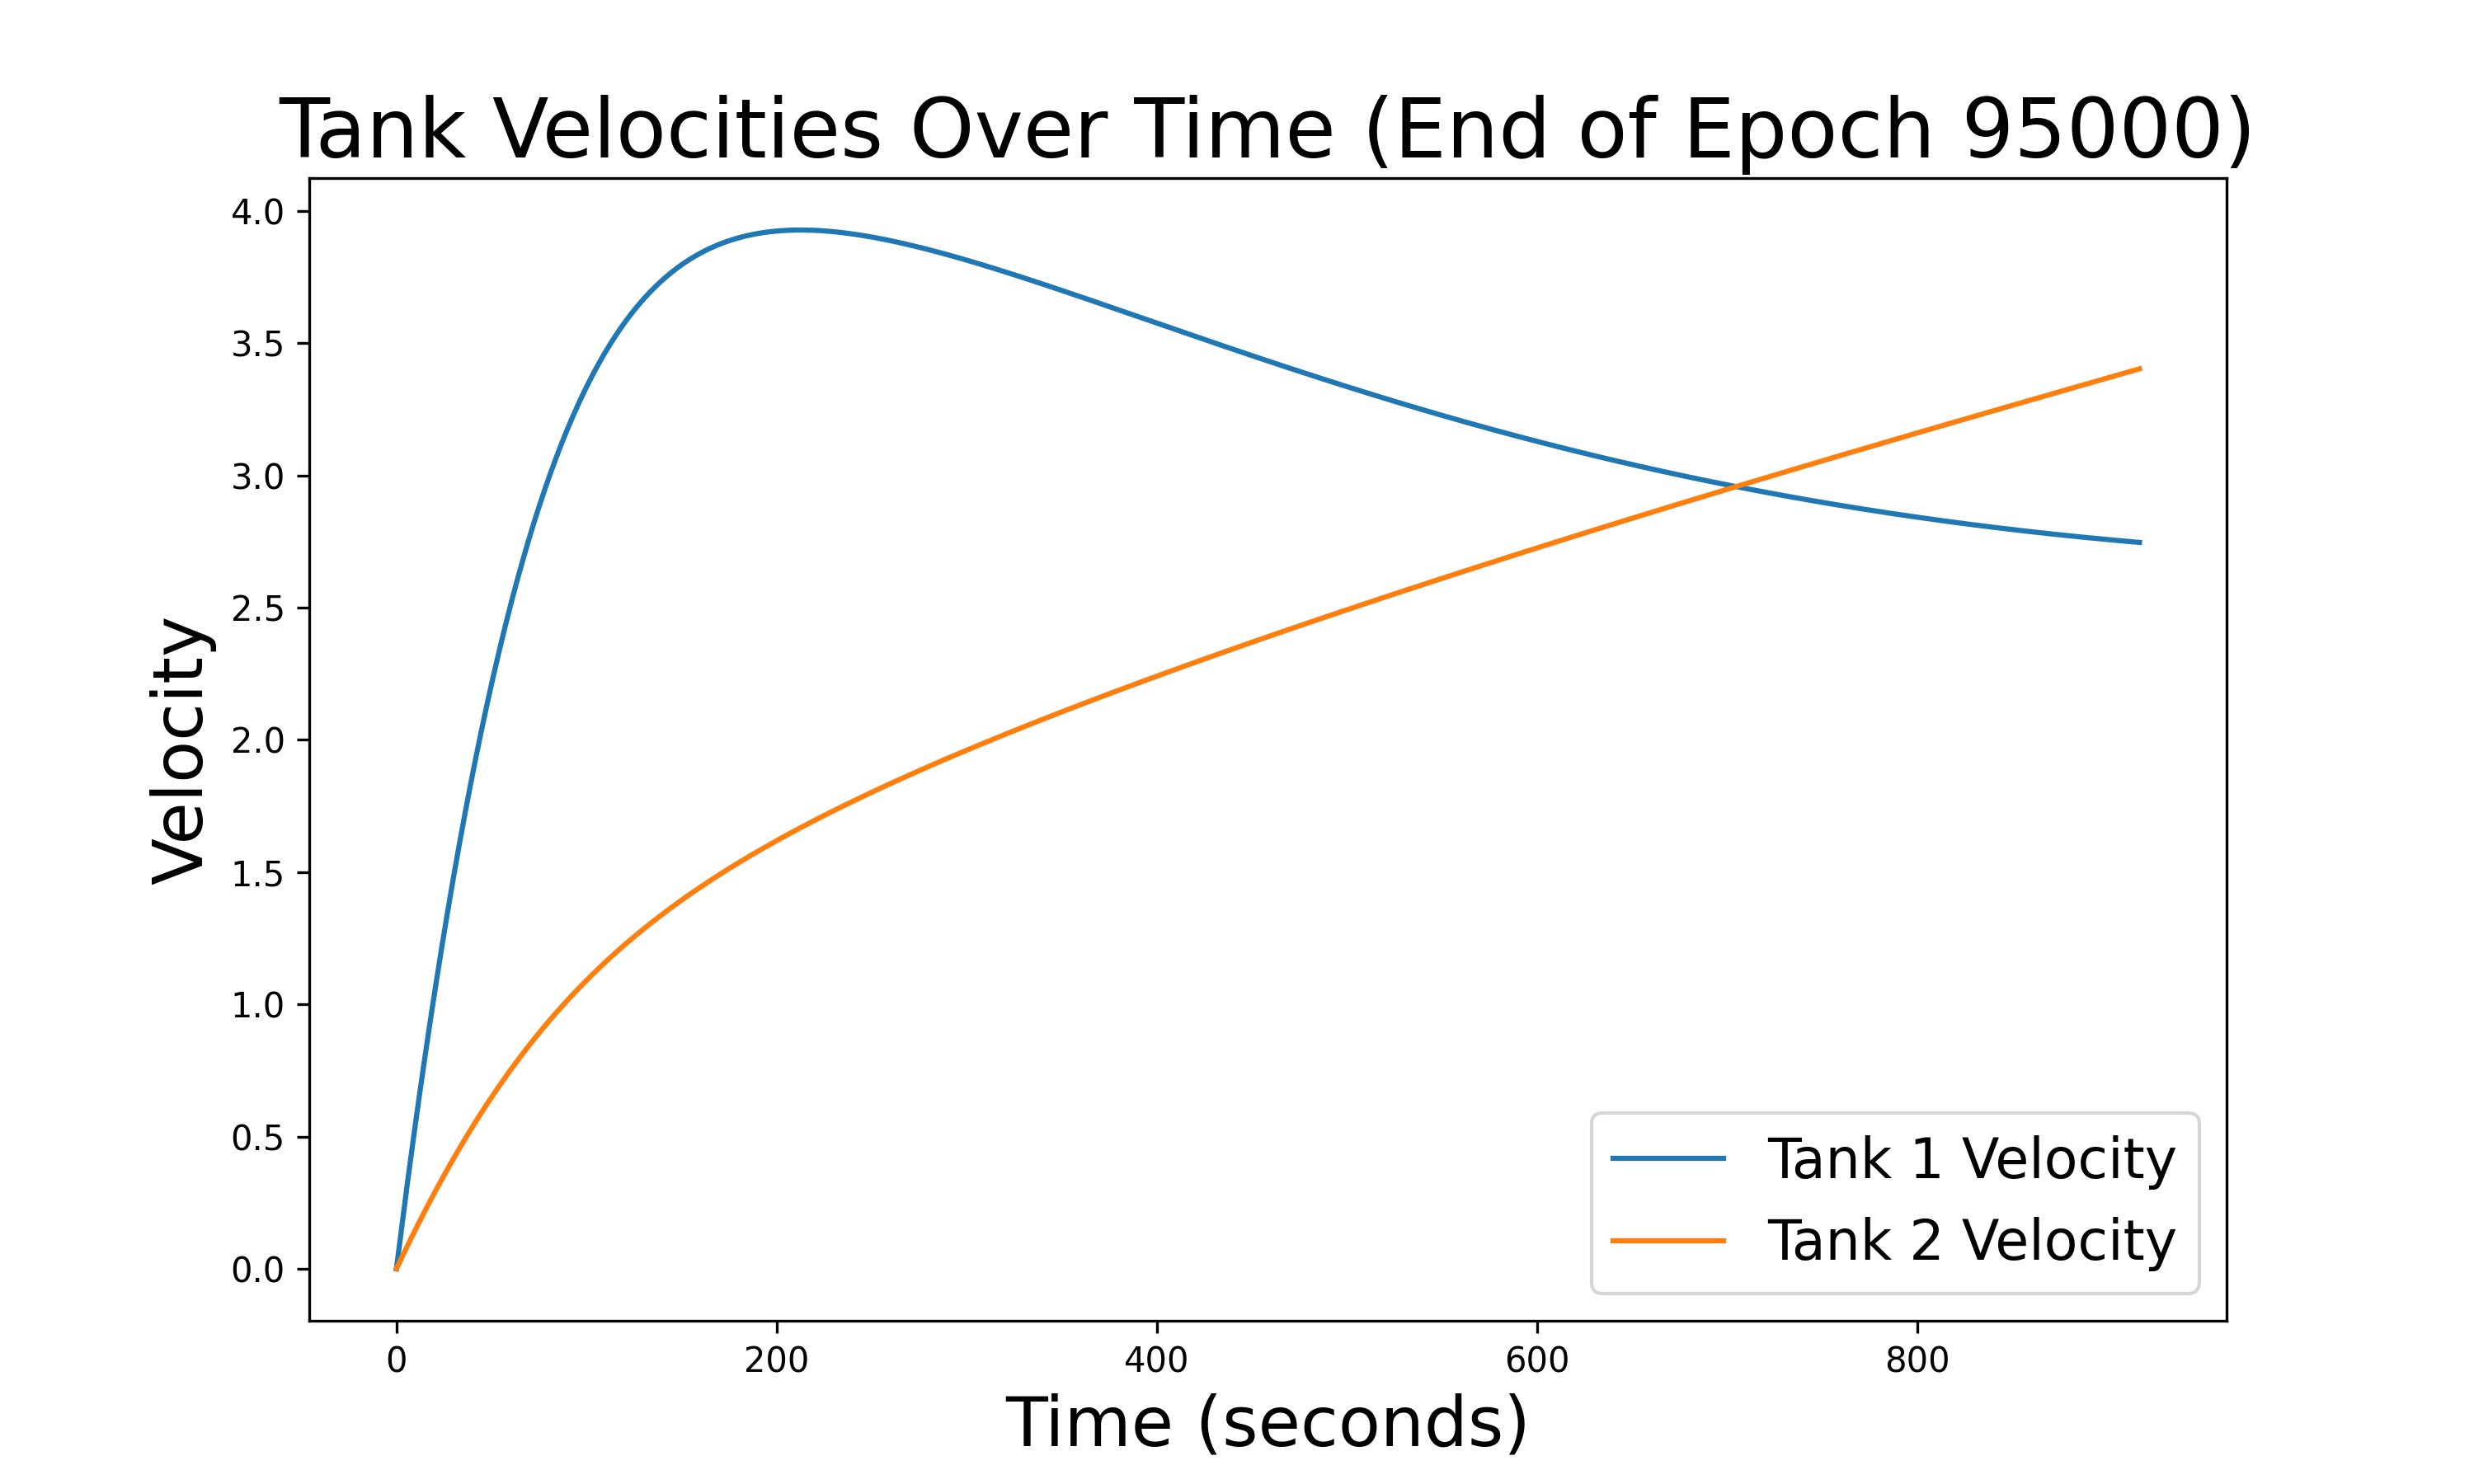 Tank Velocities Over Time (End of Epoch 95000)
4.0
3.5
3.0
2.5
2.0
1.5
1.0
0.5
0.0
Velocity
Tank 1 Velocity
Tank 2 Velocity
0 200 400 600 800
Time (seconds)